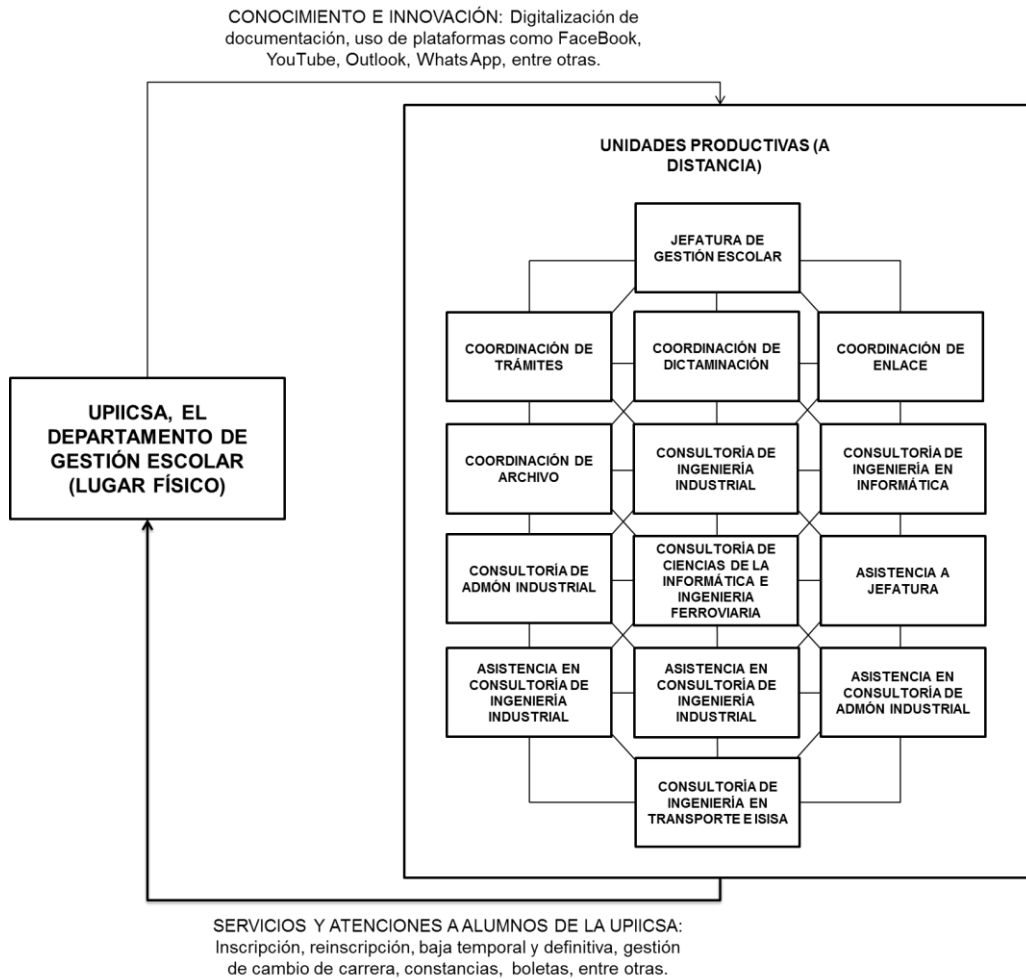 CONOCIMIENTO E INNOVACIÓN: Digitalización de
documentación, uso de plataformas como FaceBook,
YouTube, Outlook, WhatsApp, entre otras.
UNIDADES PRODUCTIVAS (A
DISTANCIA)
JEFATURA DE
GESTIÓN ESCOLAR
COORDINACIÓN DE
TRÁMITES
COORDINACIÓN DE
DICTAMINACIÓN
COORDINACIÓN DE
ENLACE
UPIICSA, EL
DEPARTAMENTO DE
GESTIÓN ESCOLAR
(LUGAR FÍSICO)
COORDINACIÓN DE
ARCHIVO
CONSULTORÍA DE
INGENIERÍA
INDUSTRIAL
CONSULTORÍA DE
INGENIERÍA EN
INFORMÁTICA
CONSULTORÍA DE
ADMÓN INDUSTRIAL
CONSULTORÍA DE
CIENCIAS DE LA
INFORMÁTICA E
INGENIERIA
FERROVIARIA
ASISTENCIA A
JEFATURA
ASISTENCIA EN
CONSULTORÍA DE
INGENIERÍA
INDUSTRIAL
ASISTENCIA EN
CONSULTORÍA DE
INGENIERÍA
INDUSTRIAL
ASISTENCIA EN
CONSULTORÍA DE
ADMÓN INDUSTRIAL
CONSULTORÍA DE
INGENIERÍA EN
TRANSPORTE E ISISA
SERVICIOS Y ATENCIONES A ALUMNOS DE LA UPIICSA:
Inscripción, reinscripción, baja temporal y definitiva, gestión
de cambio de carrera, constancias, boletas, entre otras.